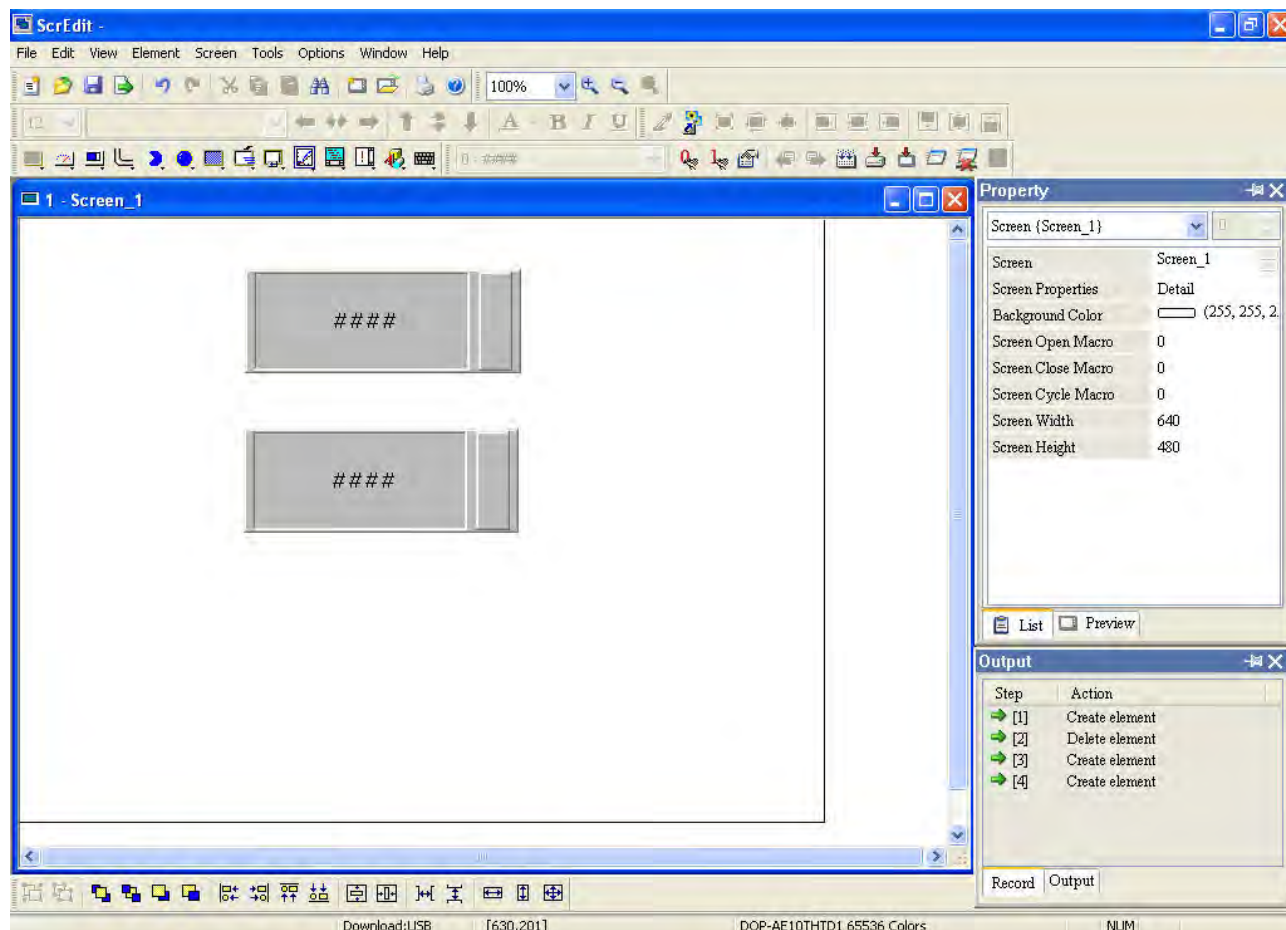 ScrEdit -
File Edit View Element Screen Tools Options Window Help
100%
12
A B I U
0 : ####
1 - Screen_1
####
####
Property
Screen {Screen_1} 0
Screen Screen_1
Screen Properties Detail
Background Color (255, 255, 2
Screen Open Macro 0
Screen Close Macro 0
Screen Cycle Macro 0
Screen Width 640
Screen Height 480
List Preview
Output
Step Action
[1] Create element
[2] Delete element
[3] Create element
[4] Create element
Record Output
Download:USB [630,201] DOP-AE10THTD1 65536 Colors NUM